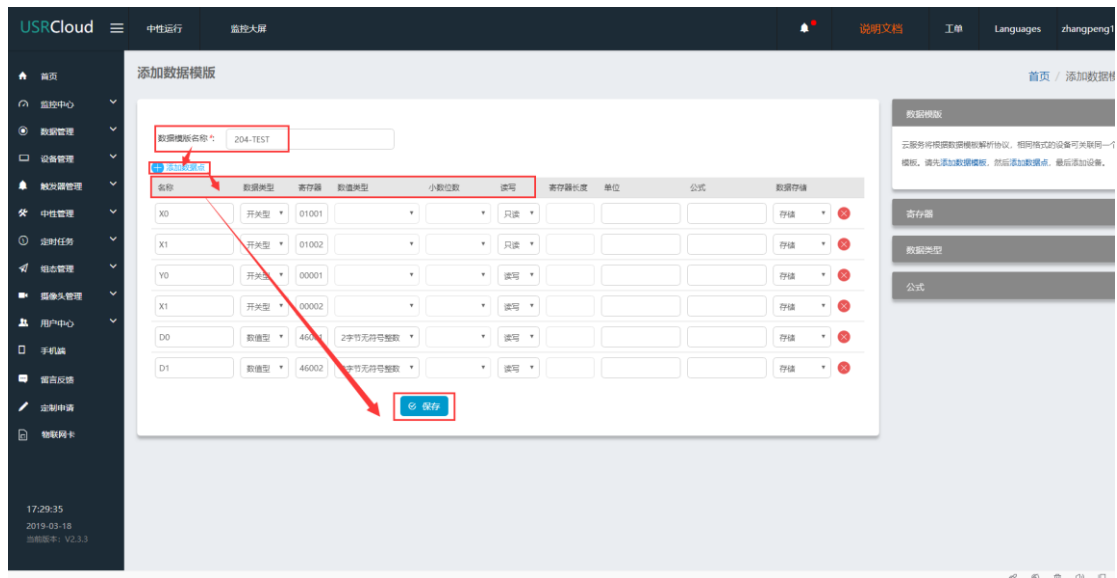 USRCloud 中性运行 监控大屏 说明文档 工单 Languages zhangpeng1
首页
监控中心
数据管理
设备管理
触发器管理
中性管理
定时任务
组态管理
摄像头管理
用户中心
手机端
留言反馈
定制申请
物联网卡
17:29:35
2019-03-18
当前版本: V2.3.3
添加数据模版
首页 / 添加数据模
数据模版名称*: 204-TEST
添加数据点
名称 数据类型 寄存器 数值类型 小数位数 读写 寄存器长度 单位 公式 数据存储
X0 开关型 01001 只读 存储
X1 开关型 01002 只读 存储
Y0 开关型 00001 读写 存储
X1 开关型 00002 读写 存储
D0 数值型 46001 2字节无符号整数 读写 存储
D1 数值型 46002 2字节无符号整数 读写 存储
保存
数据模版
云服务将根据数据模板解析协议，相同格式的设备可关联同一个
模板。请先添加数据模板，然后添加数据点，最后添加设备。
寄存器
数据类型
公式